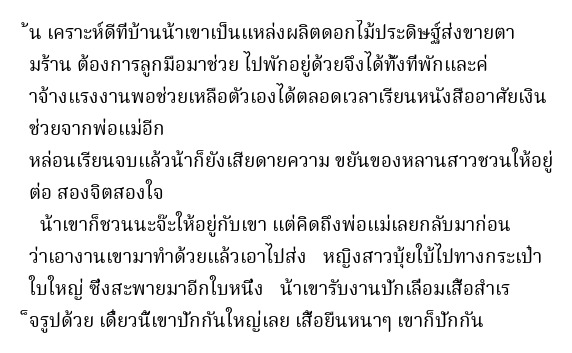 ้น เคราะห์ดีที่บ้านน้าเขาเป็นแหล่งผลิตดอกไม้ประดิษฐ์ส่งขายตา
มร้าน ต้องการลูกมือมาช่วย ไปพักอยู่ด้วยจึงได้ทั้งที่พักและค่
าจ้างแรงงานพอช่วยเหลือตัวเองได้ตลอดเวลาเรียนหนังสืออาศัยเงิน
ช่วยจากพ่อแม่อีก
หล่อนเรียนจบแล้วน้าก็ยังเสียดายความ ขยันของหลานสาวชวนให้อยู่
ต่อ สองจิตสองใจ
น้าเขาก็ชวนนะจ๊ะให้อยู่กับเขา แต่คิดถึงพ่อแม่เลยกลับมาก่อน
ว่าเอางานเขามาทำด้วยแล้วเอาไปส่ง หญิงสาวบุ้ยใบ้ไปทางกระเป๋า
ใบใหญ่ ซึ่งสะพายมาอีกใบหนึ่ง น้าเขารับงานปักเลื่อมเสื้อสำเร
็จรูปด้วย เดี๋ยวนี้เขาปักกันใหญ่เลย เสื้อยืนหนาๆ เขาก็ปักกัน